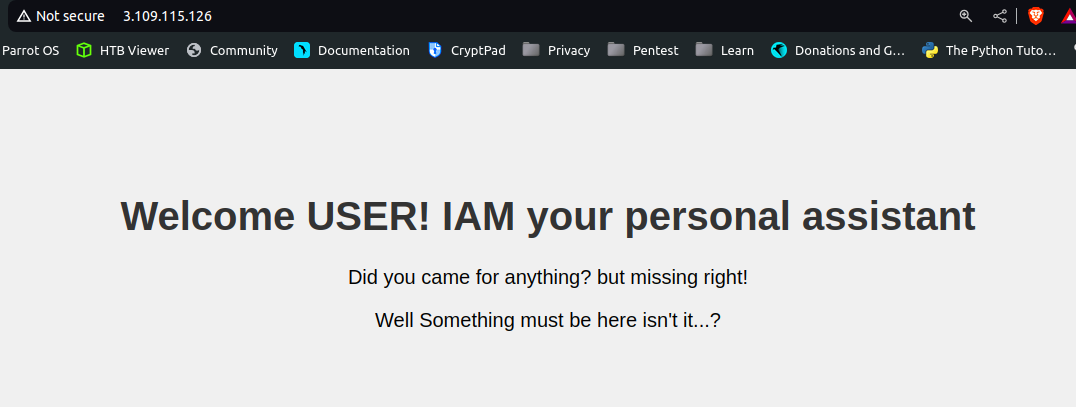 Not secure 3.109.115.126
Parrot OS HTB Viewer Community Documentation CryptPad Privacy Pentest Learn Donations and G... The Python Tuto...
Welcome USER! IAM your personal assistant
Did you came for anything? but missing right!
Well Something must be here isn't it...?